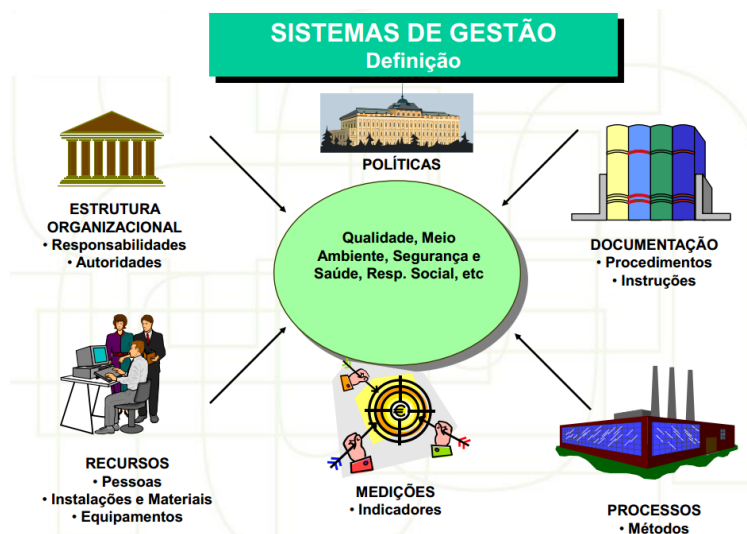 SISTEMAS DE GESTÃO
Definição
POLÍTICAS
ESTRUTURA
ORGANIZACIONAL
• Responsabilidades
• Autoridades
Qualidade, Meio
Ambiente, Segurança e
Saúde, Resp. Social, etc
DOCUMENTAÇÃO
• Procedimentos
• Instruções
RECURSOS
• Pessoas
• Instalações e Materiais
• Equipamentos
€
MEDIÇÕES
• Indicadores
PROCESSOS
• Métodos